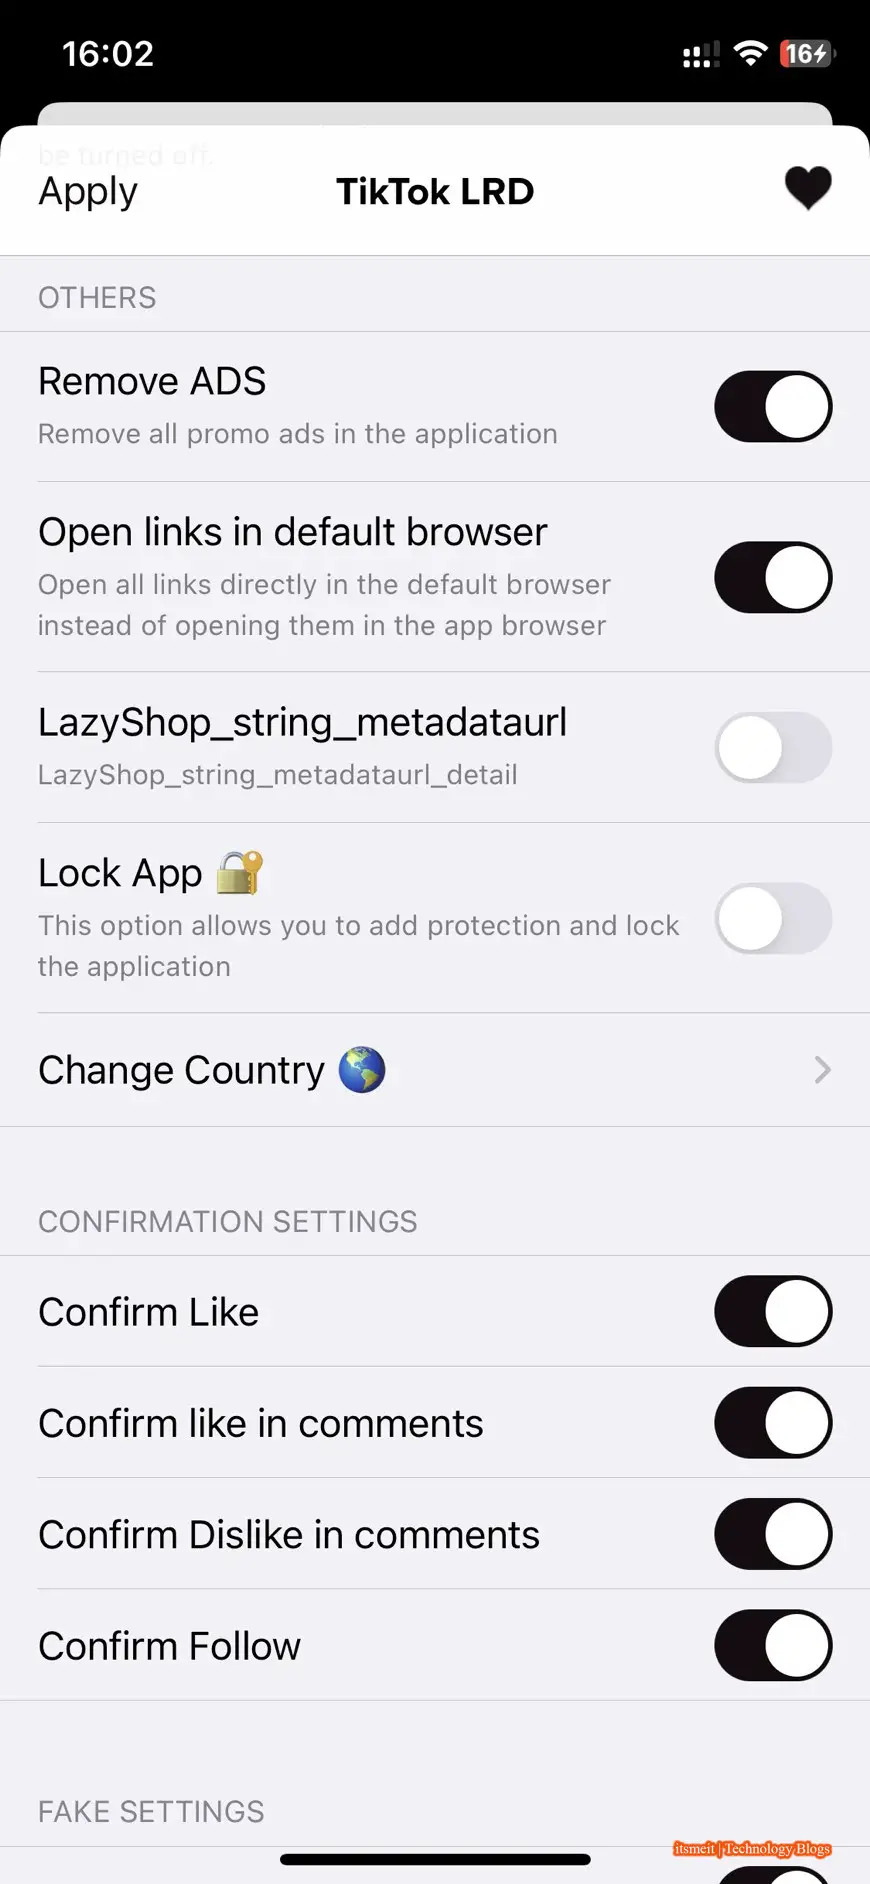 16:02
16
be turned off.
Apply
TikTok LRD
OTHERS
Remove ADS
Remove all promo ads in the application
Open links in default browser
Open all links directly in the default browser
instead of opening them in the app browser
LazyShop_string_metadataurl
LazyShop_string_metadataurl_detail
Lock App
This option allows you to add protection and lock
the application
Change Country
CONFIRMATION SETTINGS
Confirm Like
Confirm like in comments
Confirm Dislike in comments
Confirm Follow
FAKE SETTINGS
itsmeit | Technology Blogs